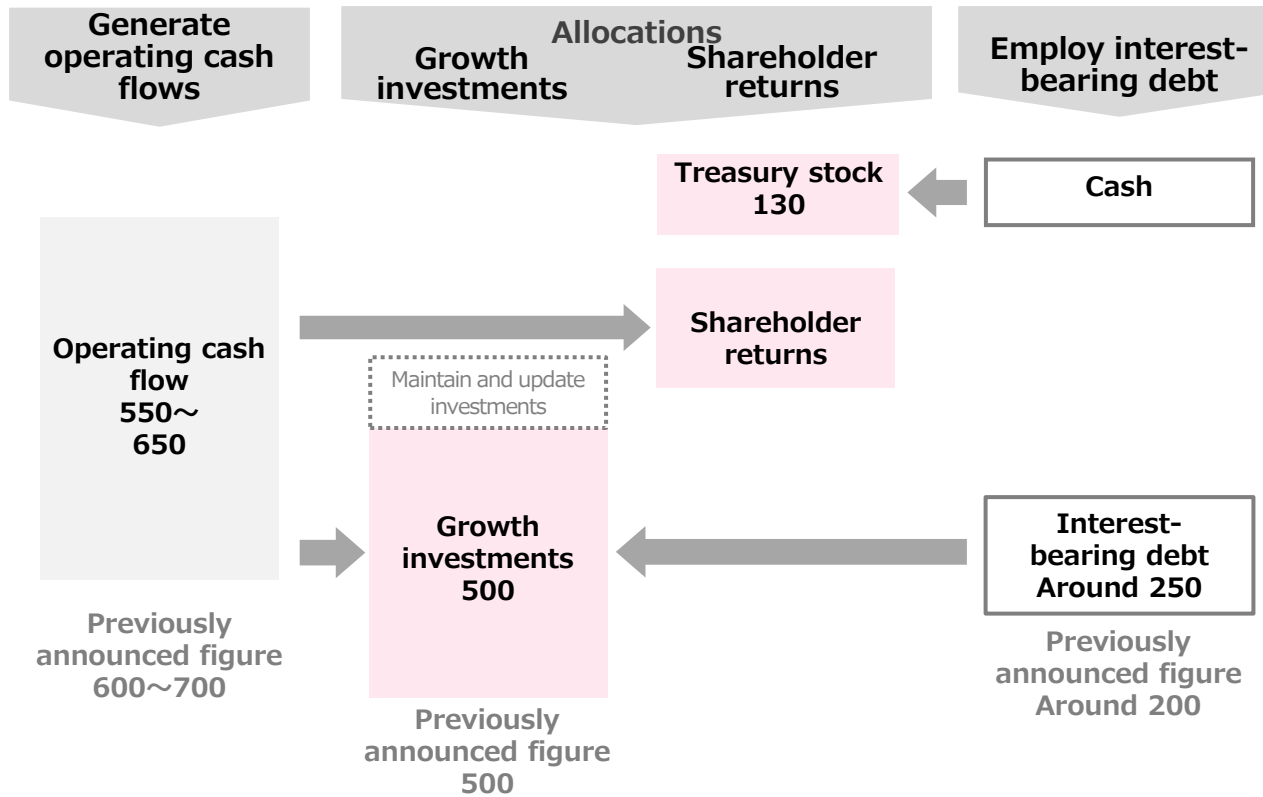 Generate
operating cash
flows
Allocations
Growth
investments
Shareholder
returns
Employ interest-
bearing debt
Treasury stock
130
Cash
Operating cash
flow
550～
650
Shareholder
returns
Maintain and update
investments
Growth
investments
500
Interest-
bearing debt
Around 250
Previously
announced figure
600～700
Previously
announced figure
500
Previously
announced figure
Around 200